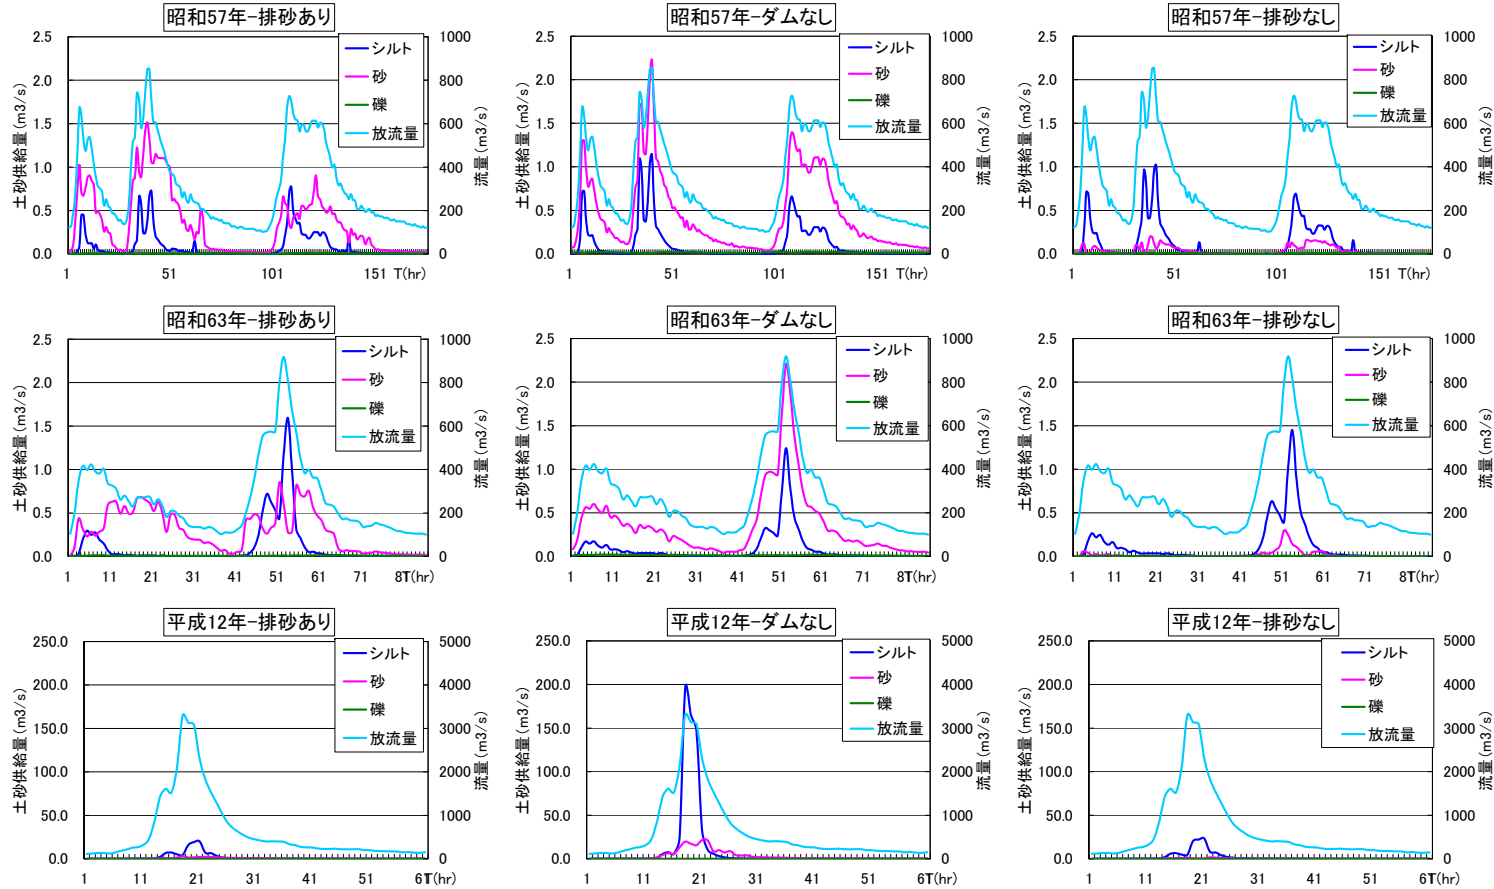 昭和57年-排砂あり
土砂供給量(m3/s)
2.5
2.0
1.5
1.0
0.5
0.0
1000
800
600
400
200
0
流量(m3/s)
シルト
砂
礫
放流量
1 51 101 151 T(hr)
昭和57年-ダムなし
土砂供給量(m3/s)
2.5
2.0
1.5
1.0
0.5
0.0
1000
800
600
400
200
0
流量(m3/s)
シルト
砂
礫
放流量
1 51 101 151 T(hr)
昭和57年-排砂なし
土砂供給量(m3/s)
2.5
2.0
1.5
1.0
0.5
0.0
1000
800
600
400
200
0
流量(m3/s)
シルト
砂
礫
放流量
1 51 101 151 T(hr)
昭和63年-排砂あり
土砂供給量(m3/s)
2.5
2.0
1.5
1.0
0.5
0.0
1000
800
600
400
200
0
流量(m3/s)
シルト
砂
礫
放流量
1 11 21 31 41 51 61 71 8T(hr)
昭和63年-ダムなし
土砂供給量(m3/s)
2.5
2.0
1.5
1.0
0.5
0.0
1000
800
600
400
200
0
流量(m3/s)
シルト
砂
礫
放流量
1 11 21 31 41 51 61 71 8T(hr)
昭和63年-排砂なし
土砂供給量(m3/s)
2.5
2.0
1.5
1.0
0.5
0.0
1000
800
600
400
200
0
流量(m3/s)
シルト
砂
礫
放流量
1 11 21 31 41 51 61 71 8T(hr)
平成12年-排砂あり
土砂供給量(m3/s)
250.0
200.0
150.0
100.0
50.0
0.0
5000
4000
3000
2000
1000
0
流量(m3/s)
シルト
砂
礫
放流量
1 11 21 31 41 51 6T(hr)
平成12年-ダムなし
土砂供給量(m3/s)
250.0
200.0
150.0
100.0
50.0
0.0
5000
4000
3000
2000
1000
0
流量(m3/s)
シルト
砂
礫
放流量
1 11 21 31 41 51 6T(hr)
平成12年-排砂なし
土砂供給量(m3/s)
250.0
200.0
150.0
100.0
50.0
0.0
5000
4000
3000
2000
1000
0
流量(m3/s)
シルト
砂
礫
放流量
1 11 21 31 41 51 6T(hr)